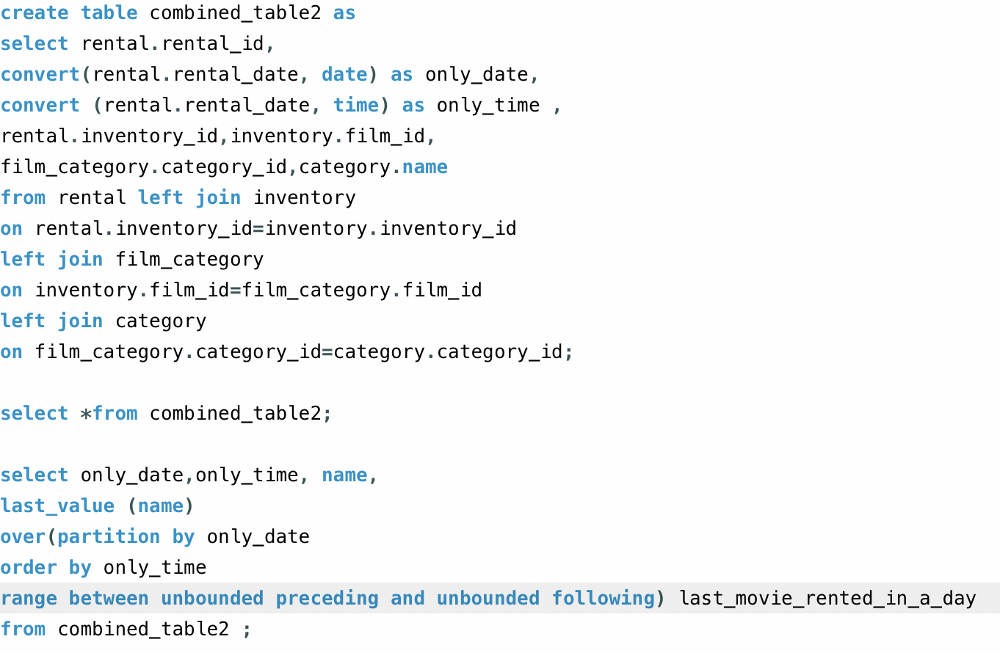 create table combined_table2 as
select rental.rental_id,
convert(rental.rental_date, date) as only_date,
convert (rental.rental_date, time) as only_time ,
rental.inventory_id,inventory.film_id,
film_category.category_id,category.name
from rental left join inventory
on rental.inventory_id=inventory.inventory_id
left join film_category
on inventory.film_id=film_category.film_id
left join category
on film_category.category_id=category.category_id;
select *from combined_table2;
select only_date,only_time, name,
last_value (name)
over(partition by only_date
order by only_time
range between unbounded preceding and unbounded following) last_movie_rented_in_a_day
from combined_table2 ;